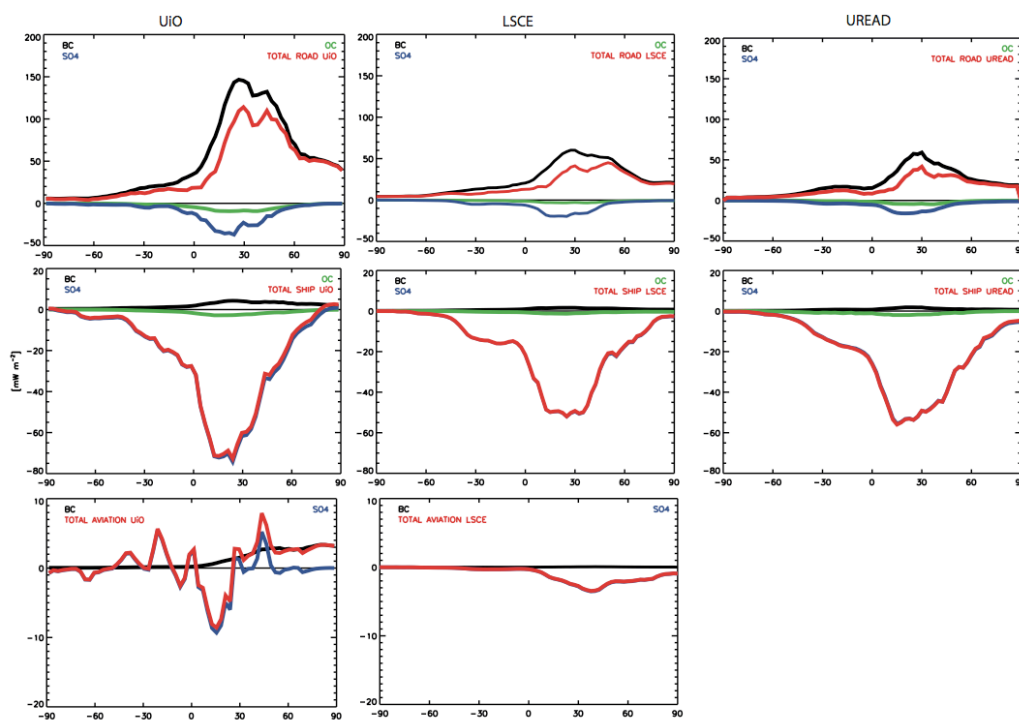 UiO LSCE UREAD
BC OC
SO4 TOTAL ROAD UiO
200
150
100
50
0
-50
-90 -60 -30 0 30 60 90
BC OC
SO4 TOTAL ROAD LSCE
200
150
100
50
0
-50
-90 -60 -30 0 30 60 90
BC OC
SO4 TOTAL ROAD UREAD
200
150
100
50
0
-50
-90 -60 -30 0 30 60 90
[mW m-2]
BC OC
SO4 TOTAL SHIP UiO
20
0
-20
-40
-60
-80
-90 -60 -30 0 30 60 90
BC OC
SO4 TOTAL SHIP LSCE
20
0
-20
-40
-60
-80
-90 -60 -30 0 30 60 90
BC OC
SO4 TOTAL SHIP UREAD
20
0
-20
-40
-60
-80
-90 -60 -30 0 30 60 90
BC SO4
TOTAL AVIATION UiO
10
0
-10
-20
-90 -60 -30 0 30 60 90
BC SO4
TOTAL AVIATION LSCE
10
0
-10
-20
-90 -60 -30 0 30 60 90